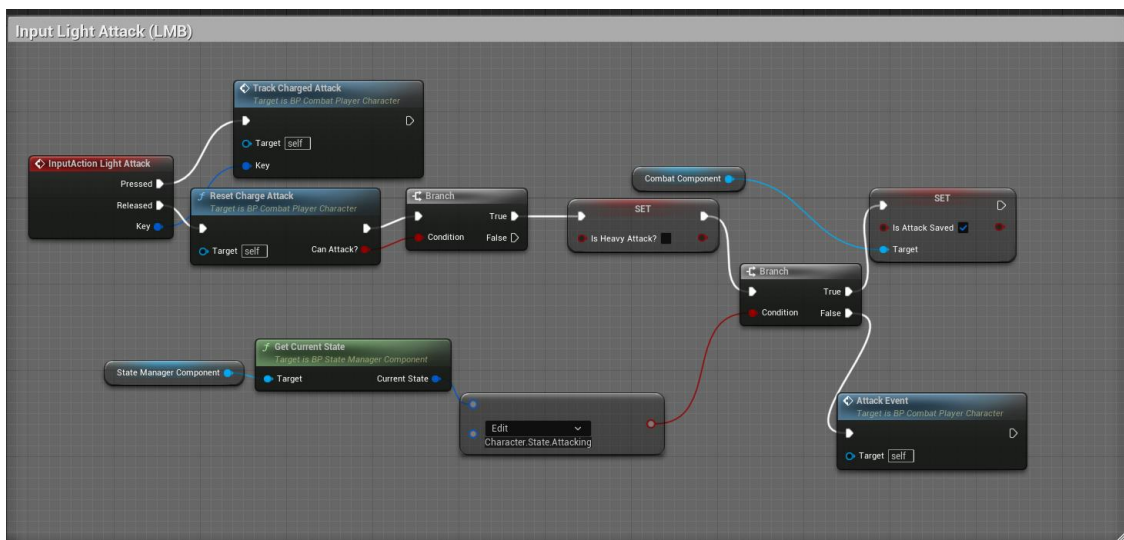 Input Light Attack (LMB)
Track Charged Attack
Target is BP Combat Player Character
Target self
Key
InputAction Light Attack
Pressed
Released
Key
Reset Charge Attack
Target is BP Combat Player Character
Target self
Can Attack?
Branch
True
Condition
False
SET
Is Heavy Attack?
Combat Component
SET
Is Attack Saved
Target
Branch
True
Condition
False
State Manager Component
Get Current State
Target is BP State Manager Component
Target
Current State
Edit
Character.State.Attacking
Attack Event
Target is BP Combat Player Character
Target self